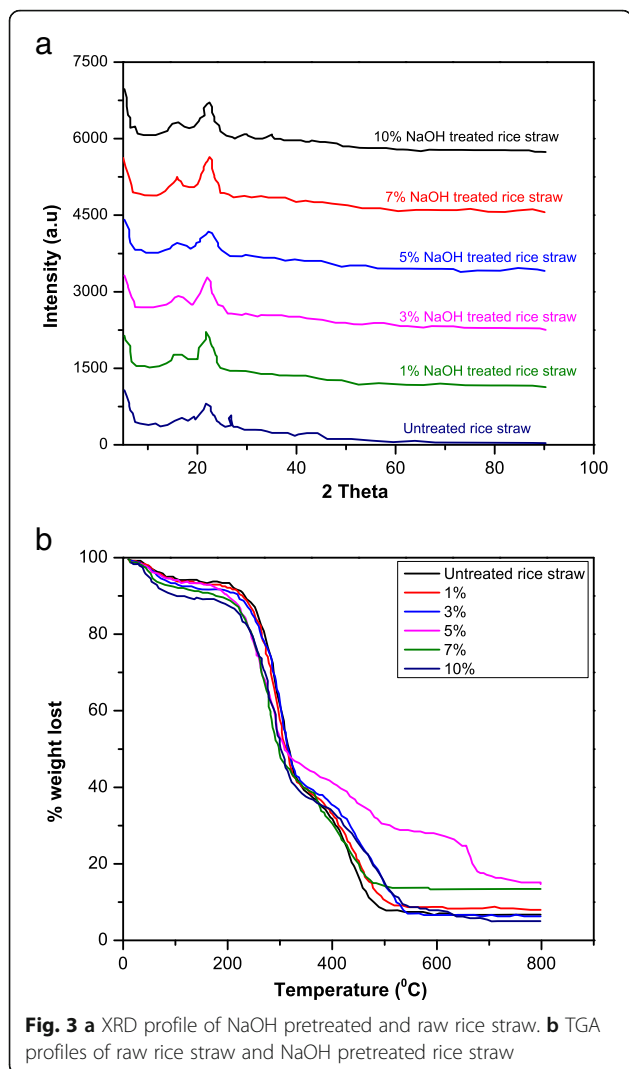 a
7500
6000
4500
3000
1500
0
Intensity (a.u)
10% NaOH treated rice straw
7% NaOH treated rice straw
5% NaOH treated rice straw
3% NaOH treated rice straw
1% NaOH treated rice straw
Untreated rice straw
20 40 60 80 100
2 Theta
b
100
80
60
40
20
0
% weight lost
Untreated rice straw
1%
3%
5%
7%
10%
0 200 400 600 800
Temperature (⁰C)
Fig. 3 a XRD profile of NaOH pretreated and raw rice straw. b TGA
profiles of raw rice straw and NaOH pretreated rice straw